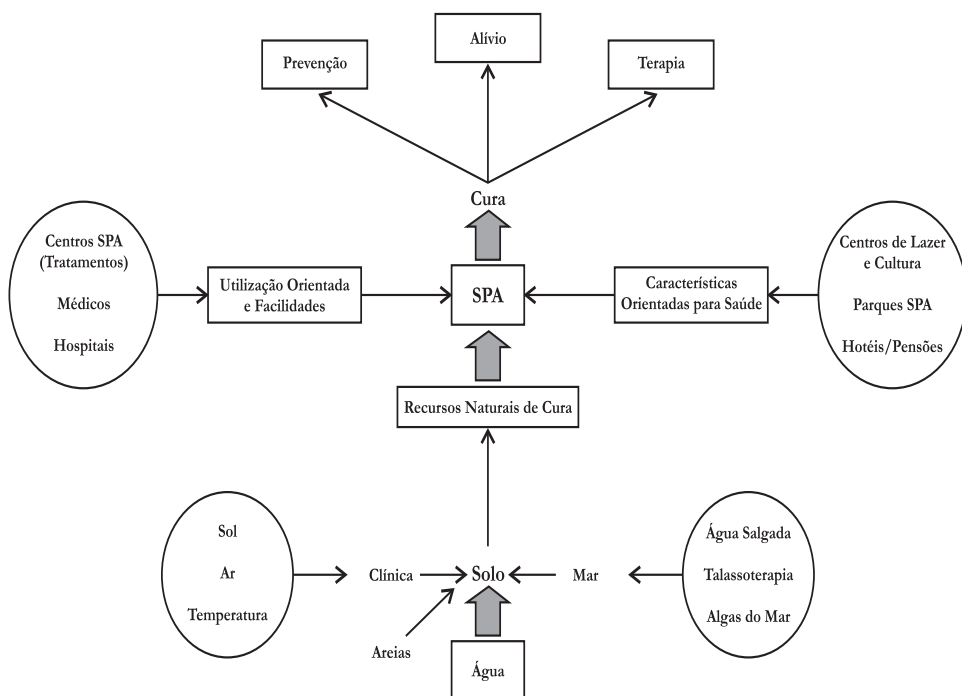 Alívio
Prevenção
Terapia
Cura
Centros SPA
(Tratamentos)
Médicos
Hospitais
Utilização Orientada
e Facilidades
SPA
Características
Orientadas para Saúde
Centros de Lazer
e Cultura
Parques SPA
Hotéis/Pensões
Recursos Naturais de Cura
Sol
Ar
Temperatura
Clínica
Solo
Mar
Água Salgada
Talassoterapia
Algas do Mar
Areias
Água